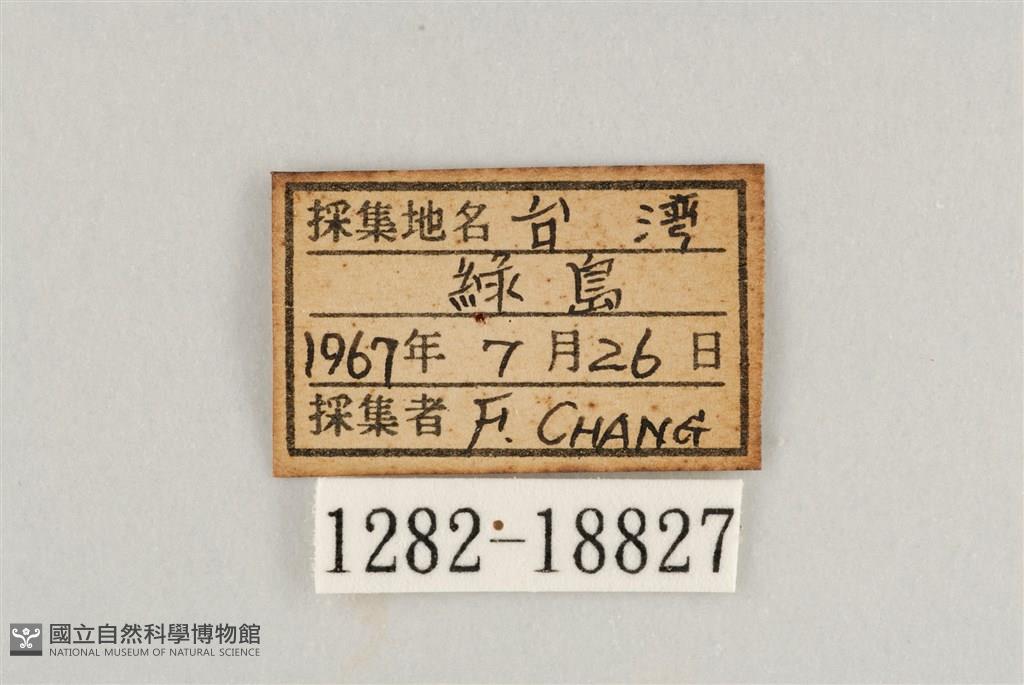 採集地名 台 湾
綠 島
1967年 7 月26 日
採集者 F. CHANG
1282-18827
國立自然科學博物館
NATIONAL MUSEUM OF NATURAL SCIENCE